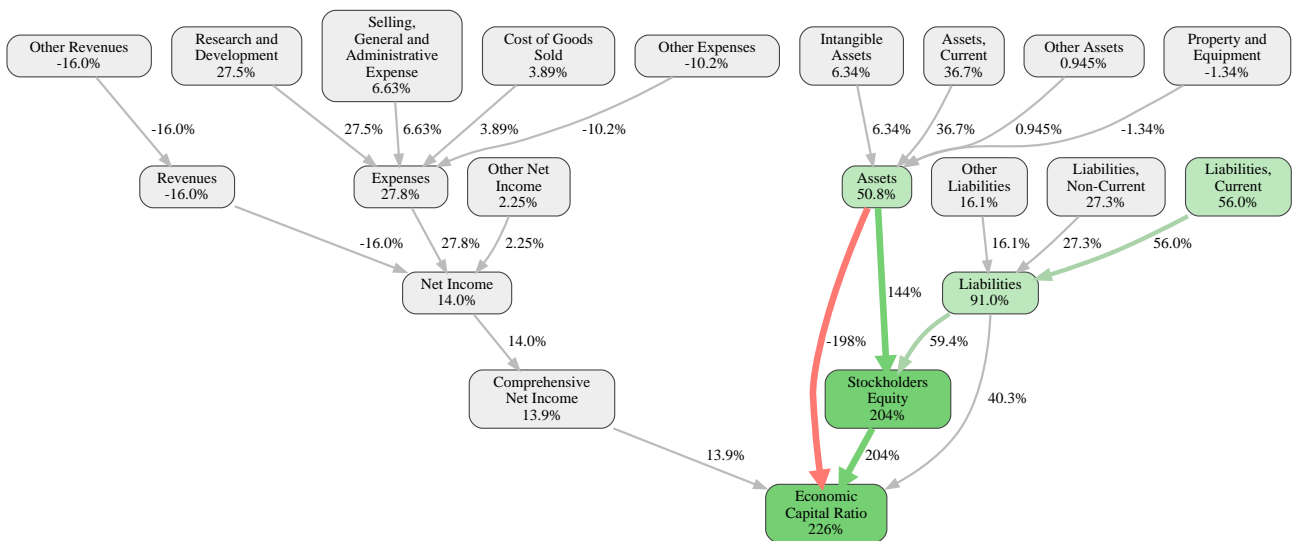 Other Revenues
-16.0%
Research and
Development
27.5%
Selling,
General and
Administrative
Expense
6.63%
Cost of Goods
Sold
3.89%
Other Expenses
-10.2%
Intangible
Assets
6.34%
Assets,
Current
36.7%
Other Assets
0.945%
Property and
Equipment
-1.34%
-16.0%
27.5%
6.63%
3.89%
-10.2%
6.34%
36.7%
0.945%
-1.34%
Revenues
-16.0%
Expenses
27.8%
Other Net
Income
2.25%
Assets
50.8%
Other
Liabilities
16.1%
Liabilities,
Non-Current
27.3%
Liabilities,
Current
56.0%
-16.0%
27.8%
2.25%
16.1%
27.3%
56.0%
Net Income
14.0%
144%
Liabilities
91.0%
14.0%
-198%
59.4%
Comprehensive
Net Income
13.9%
Stockholders
Equity
204%
40.3%
13.9%
204%
Economic
Capital Ratio
226%